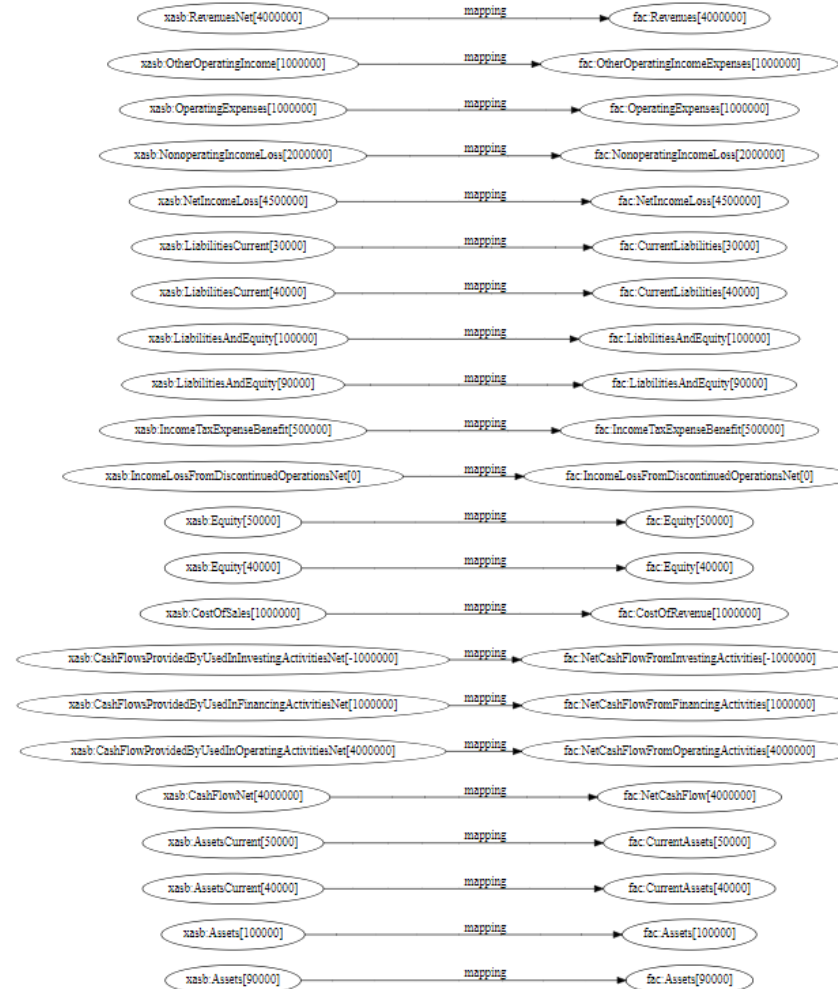 xasb:RevenuesNet[4000000] mapping fac:Revenues[4000000]
xasb:OtherOperatingIncome[1000000] mapping fac:OtherOperatingIncomeExpenses[1000000]
xasb:OperatingExpenses[1000000] mapping fac:OperatingExpenses[1000000]
xasb:NonoperatingIncomeLoss[2000000] mapping fac:NonoperatingIncomeLoss[2000000]
xasb:NetIncomeLoss[4500000] mapping fac:NetIncomeLoss[4500000]
xasb:LiabilitiesCurrent[30000] mapping fac:CurrentLiabilities[30000]
xasb:LiabilitiesCurrent[40000] mapping fac:CurrentLiabilities[40000]
xasb:LiabilitiesAndEquity[100000] mapping fac:LiabilitiesAndEquity[100000]
xasb:LiabilitiesAndEquity[90000] mapping fac:LiabilitiesAndEquity[90000]
xasb:IncomeTaxExpenseBenefit[500000] mapping fac:IncomeTaxExpenseBenefit[500000]
xasb:IncomeLossFromDiscontinuedOperationsNet[0] mapping fac:IncomeLossFromDiscontinuedOperationsNet[0]
xasb:Equity[50000] mapping fac:Equity[50000]
xasb:Equity[40000] mapping fac:Equity[40000]
xasb:CostOfSales[1000000] mapping fac:CostOfRevenue[1000000]
xasb:CashFlowsProvidedByUsedInInvestingActivitiesNet[-1000000] mapping fac:NetCashFlowFromInvestingActivities[-1000000]
xasb:CashFlowsProvidedByUsedInFinancingActivitiesNet[1000000] mapping fac:NetCashFlowFromFinancingActivities[1000000]
xasb:CashFlowProvidedByUsedInOperatingActivitiesNet[4000000] mapping fac:NetCashFlowFromOperatingActivities[4000000]
xasb:CashFlowNet[4000000] mapping fac:NetCashFlow[4000000]
xasb:AssetsCurrent[50000] mapping fac:CurrentAssets[50000]
xasb:AssetsCurrent[40000] mapping fac:CurrentAssets[40000]
xasb:Assets[100000] mapping fac:Assets[100000]
xasb:Assets[90000] mapping fac:Assets[90000]